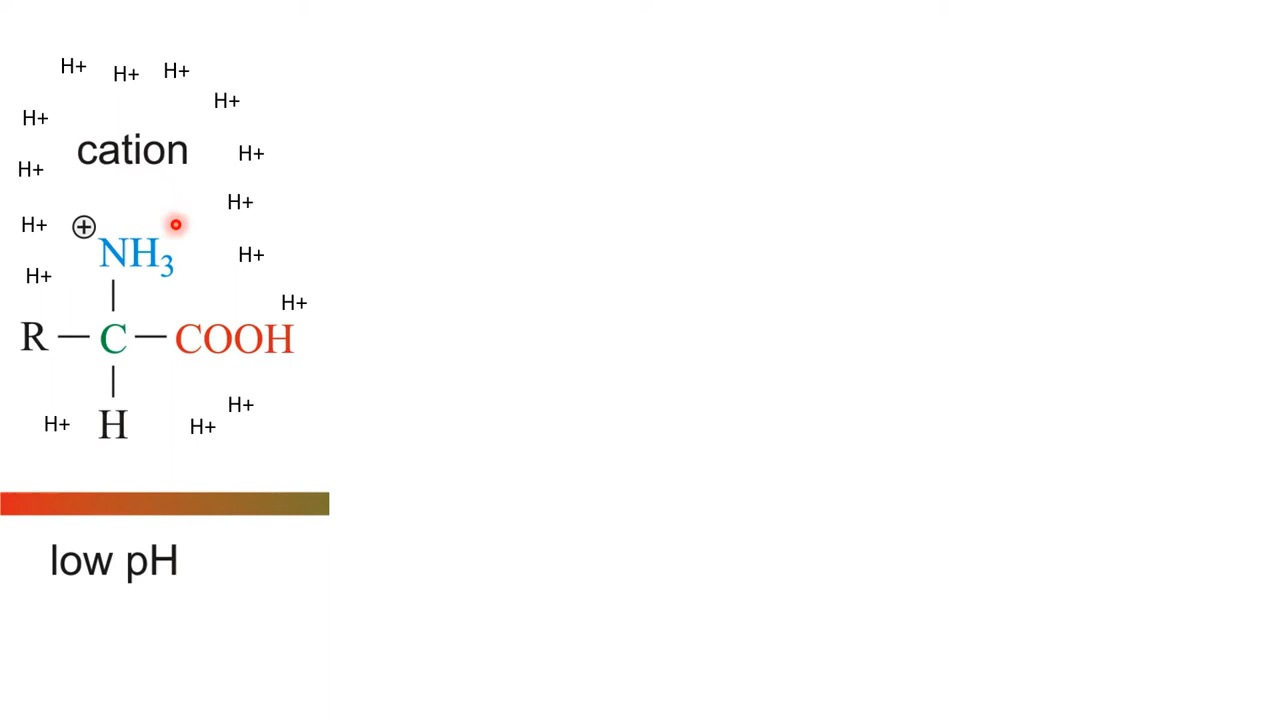 H+ H+ H+
H+
H+
cation
H+
H+
H+
H+
⊕
NH3
H+
H+
H+
R — C — COOH
H+
H+ H H+
low pH